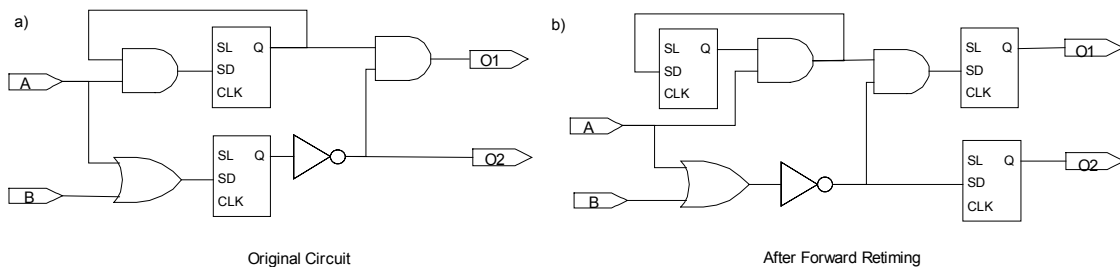 a)
SL Q
SD
CLK
A
O1
SL Q
SD
CLK
B
O2
Original Circuit
b)
SL Q
SD
CLK
SL Q
SD
CLK
O1
A
SL Q
SD
CLK
O2
B
After Forward Retiming